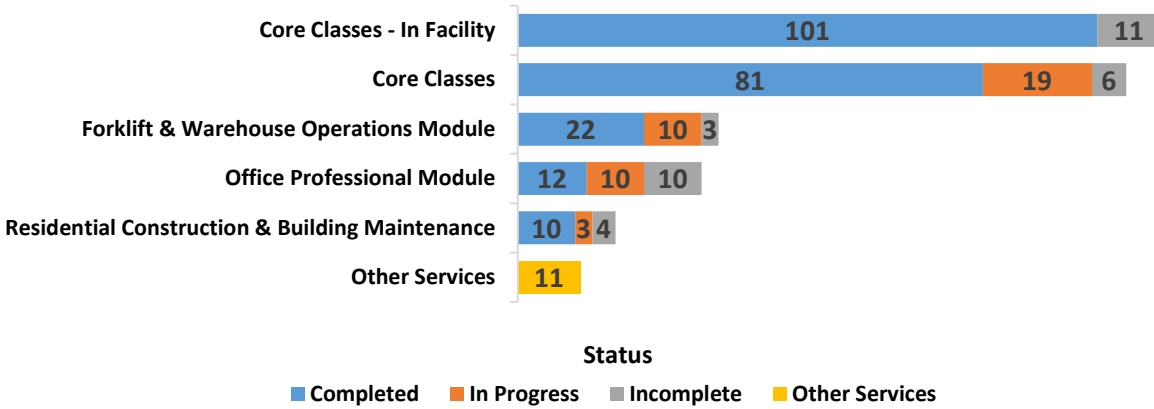 Core Classes - In Facility 101 11
Core Classes 81 19 6
Forklift & Warehouse Operations Module 22 10 3
Office Professional Module 12 10 10
Residential Construction & Building Maintenance 10 3 4
Other Services 11
Status
Completed In Progress Incomplete Other Services